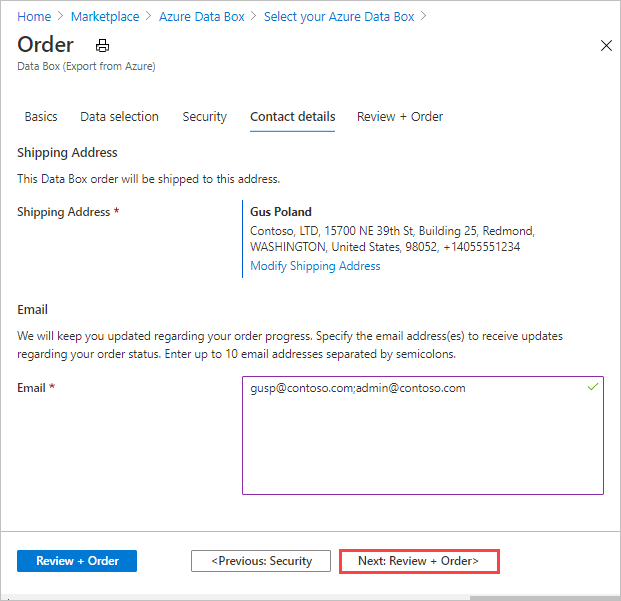 Home > Marketplace > Azure Data Box > Select your Azure Data Box >
Order
Data Box (Export from Azure)
Basics Data selection Security Contact details Review + Order
Shipping Address
This Data Box order will be shipped to this address.
Shipping Address * Gus Poland
Contoso, LTD, 15700 NE 39th St, Building 25, Redmond,
WASHINGTON, United States, 98052, +14055551234
Modify Shipping Address
Email
We will keep you updated regarding your order progress. Specify the email address(es) to receive updates
regarding your order status. Enter up to 10 email addresses separated by semicolons.
Email * gusp@contoso.com;admin@contoso.com
Review + Order <Previous: Security Next: Review + Order>